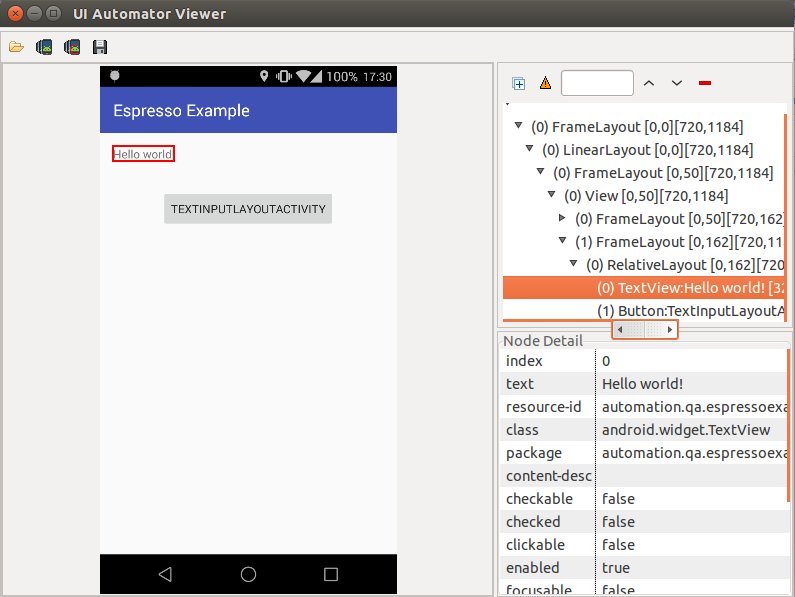 UI Automator Viewer
100% 17:30
Espresso Example
Hello world
TEXTINPUTLAYOUTACTIVITY
(0) FrameLayout [0,0][720,1184]
(0) LinearLayout [0,0][720,1184]
(0) FrameLayout [0,50][720,1184]
(0) View [0,50][720,1184]
(0) FrameLayout [0,50][720,162
(1) FrameLayout [0,162][720,11
(0) RelativeLayout [0,162][720
(0) TextView:Hello world! [32
(1) Button:TextInputLayoutA
Node Detail
index 0
text Hello world!
resource-id automation.qa.espressoexa
class android.widget.TextView
package automation.qa.espressoexa
content-desc
checkable false
checked false
clickable false
enabled true
focusable false